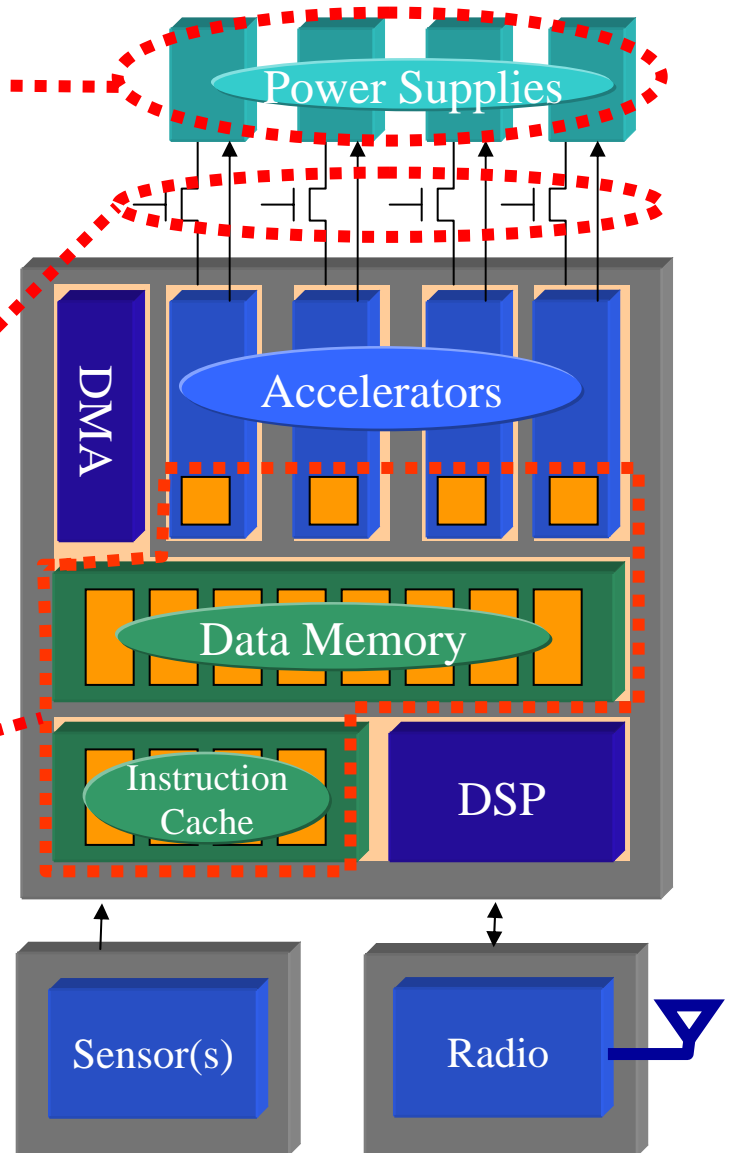 Power Supplies
DMA
Accelerators
Data Memory
Instruction
Cache
DSP
Sensor(s)
Radio